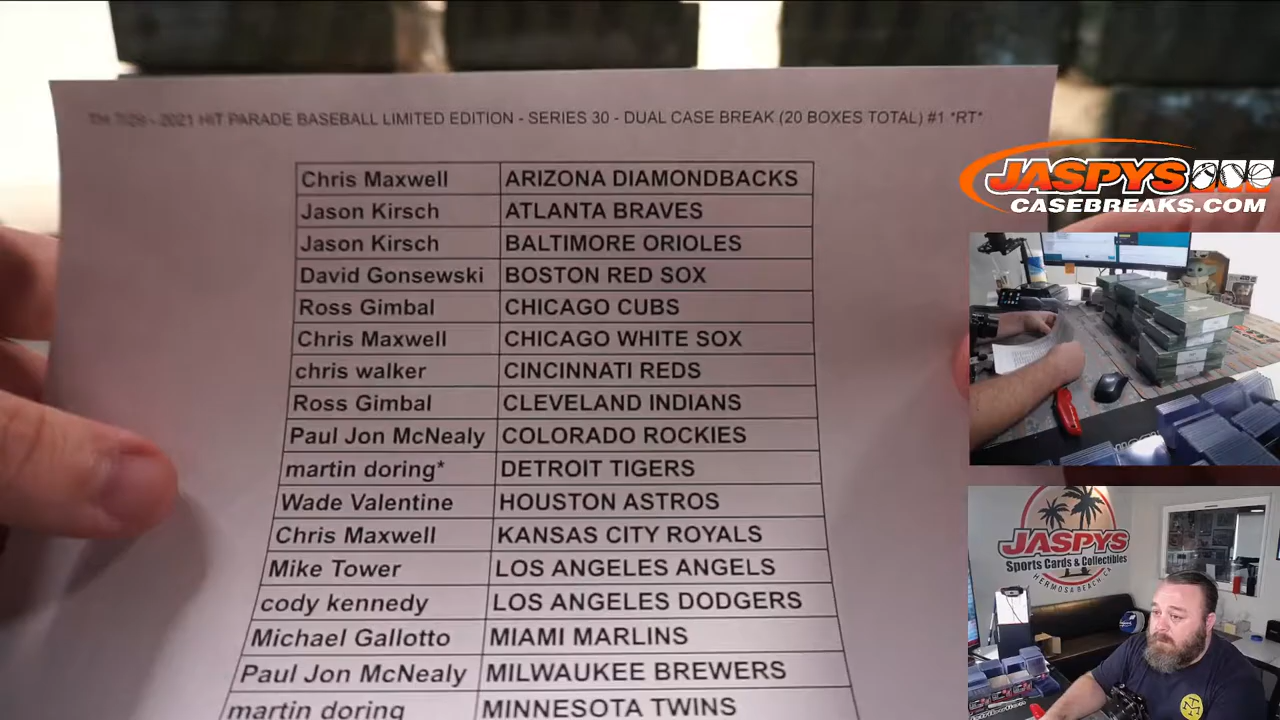 TH 7/29 - 2021 HIT PARADE BASEBALL LIMITED EDITION - SERIES 30 - DUAL CASE BREAK (20 BOXES TOTAL) #1 *RT*
Chris Maxwell ARIZONA DIAMONDBACKS
Jason Kirsch ATLANTA BRAVES
Jason Kirsch BALTIMORE ORIOLES
David Gonsewski BOSTON RED SOX
Ross Gimbal CHICAGO CUBS
Chris Maxwell CHICAGO WHITE SOX
chris walker CINCINNATI REDS
Ross Gimbal CLEVELAND INDIANS
Paul Jon McNealy COLORADO ROCKIES
martin doring* DETROIT TIGERS
Wade Valentine HOUSTON ASTROS
Chris Maxwell KANSAS CITY ROYALS
Mike Tower LOS ANGELES ANGELS
cody kennedy LOS ANGELES DODGERS
Michael Gallotto MIAMI MARLINS
Paul Jon McNealy MILWAUKEE BREWERS
martin doring MINNESOTA TWINS
JASPYS
CASEBREAKS.COM
JASPYS
Sports Cards & Collectibles
HERMOSA BEACH CA